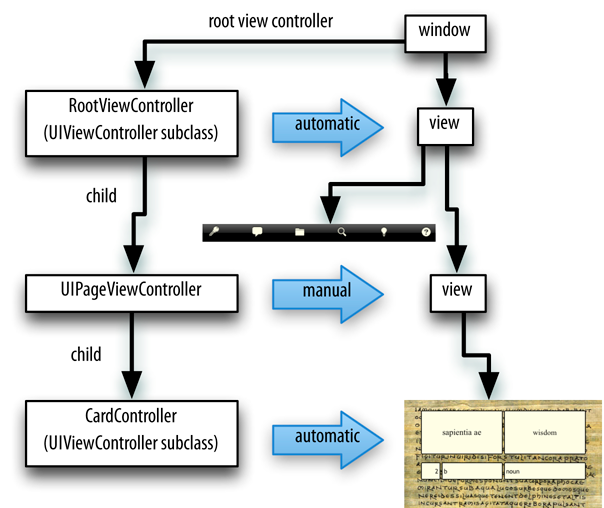 root view controller
window
RootViewController
(UIViewController subclass)
automatic
view
child
?
UIPageViewController
manual
view
child
CardController
(UIViewController subclass)
automatic
sapientia ae
wisdom
2 b
noun